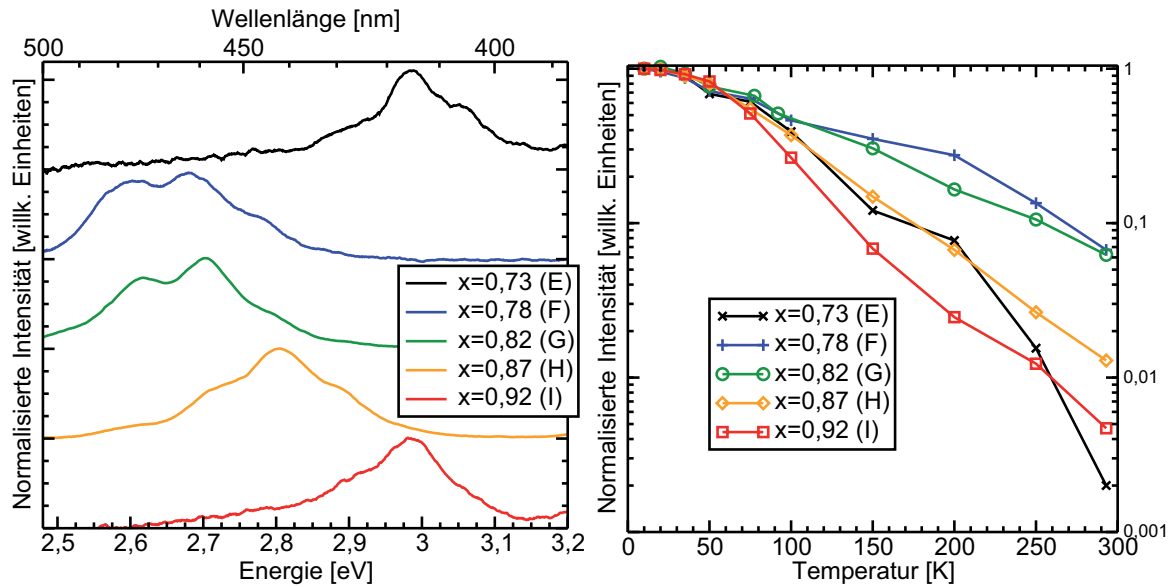 Wellenlänge [nm]
500 450 400
Normalisierte Intensität [willk. Einheiten]
x=0,73 (E)
x=0,78 (F)
x=0,82 (G)
x=0,87 (H)
x=0,92 (I)
2,5 2,6 2,7 2,8 2,9 3 3,1 3,2
Energie [eV]
Normalisierte Intensität [willk. Einheiten]
1
0,1
0,01
0,001
x=0,73 (E)
x=0,78 (F)
x=0,82 (G)
x=0,87 (H)
x=0,92 (I)
0 50 100 150 200 250 300
Temperatur [K]